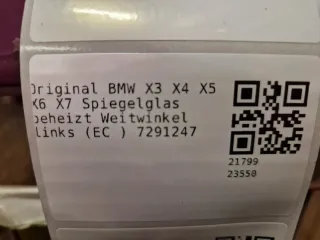 Original BMW X3 X4 X5
X6 X7 Spiegelglas
beheizt Weitwinkel
links (EC ) 7291247
21799
23550